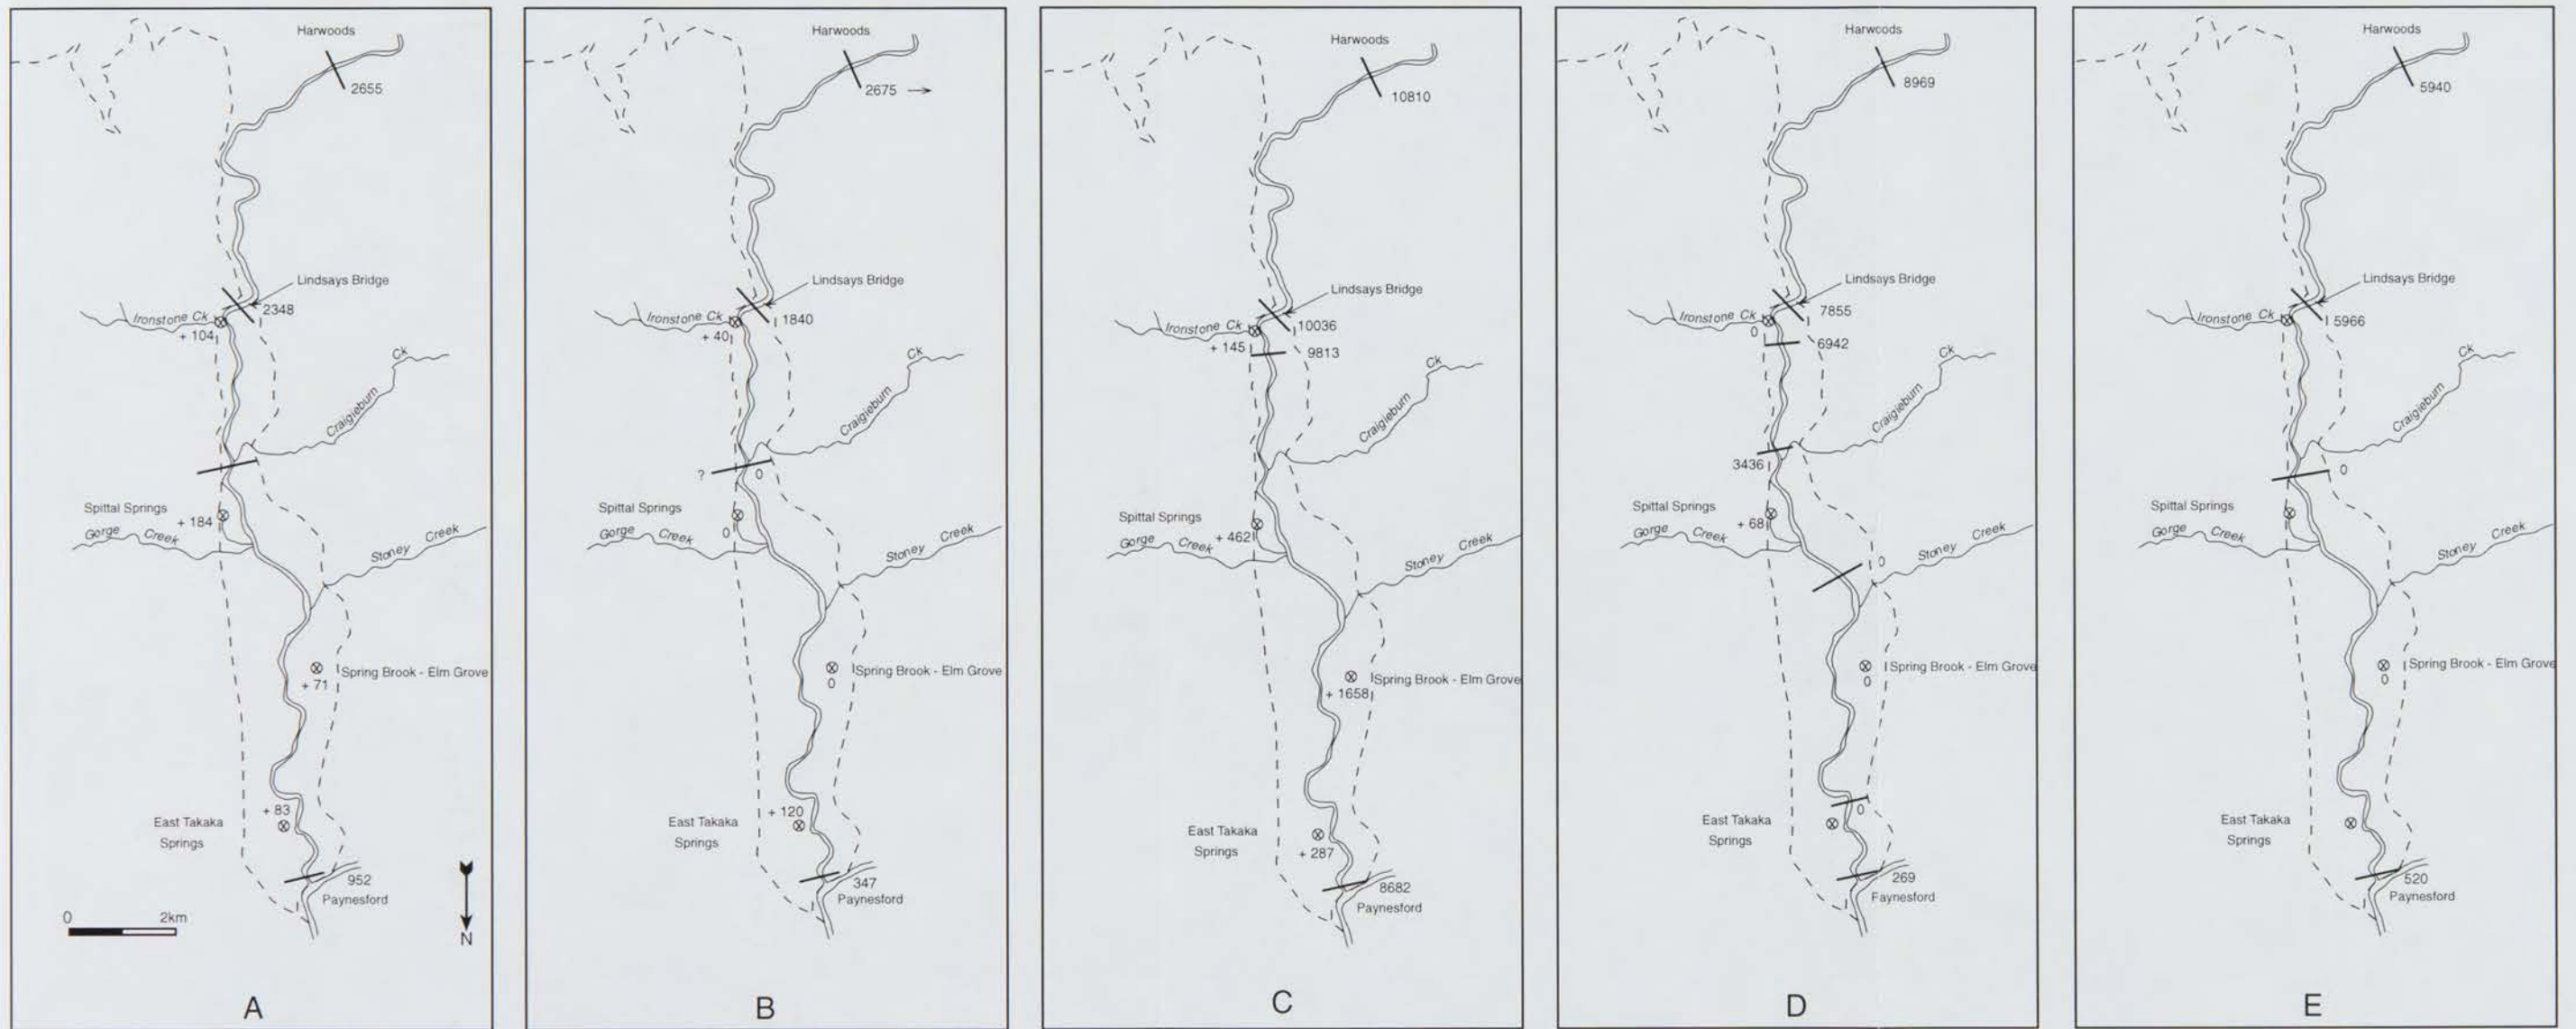 Harwoods
2655
Lindsays Bridge
2348
Ironstone Ck
+ 104
Ck
Craigieburn
Spittal Springs
+ 184
Gorge Creek
Stoney Creek
Spring Brook - Elm Grove
+ 71
+ 83
East Takaka
Springs
952
Paynesford
0 2km
N
A
Harwoods
2675
Lindsays Bridge
1840
Ironstone Ck
+ 40
Ck
Craigieburn
?
0
Spittal Springs
0
Gorge Creek
Stoney Creek
Spring Brook - Elm Grove
0
+ 120
East Takaka
Springs
347
Paynesford
B
Harwoods
10810
Lindsays Bridge
10036
Ironstone Ck
+ 145
9813
Ck
Craigieburn
Spittal Springs
+ 462
Gorge Creek
Stoney Creek
Spring Brook - Elm Grove
+ 1658
East Takaka
Springs
+ 287
8682
Paynesford
C
Harwoods
8969
Lindsays Bridge
7855
Ironstone Ck
0
6942
Ck
Craigieburn
3436
Spittal Springs
+ 68
Gorge Creek
0
Stoney Creek
Spring Brook - Elm Grove
0
0
East Takaka
Springs
269
Faynesford
D
Harwoods
5940
Lindsays Bridge
5966
Ironstone Ck
Ck
Craigieburn
0
Spittal Springs
Gorge Creek
Stoney Creek
Spring Brook - Elm Grove
0
East Takaka
Springs
520
Paynesford
E